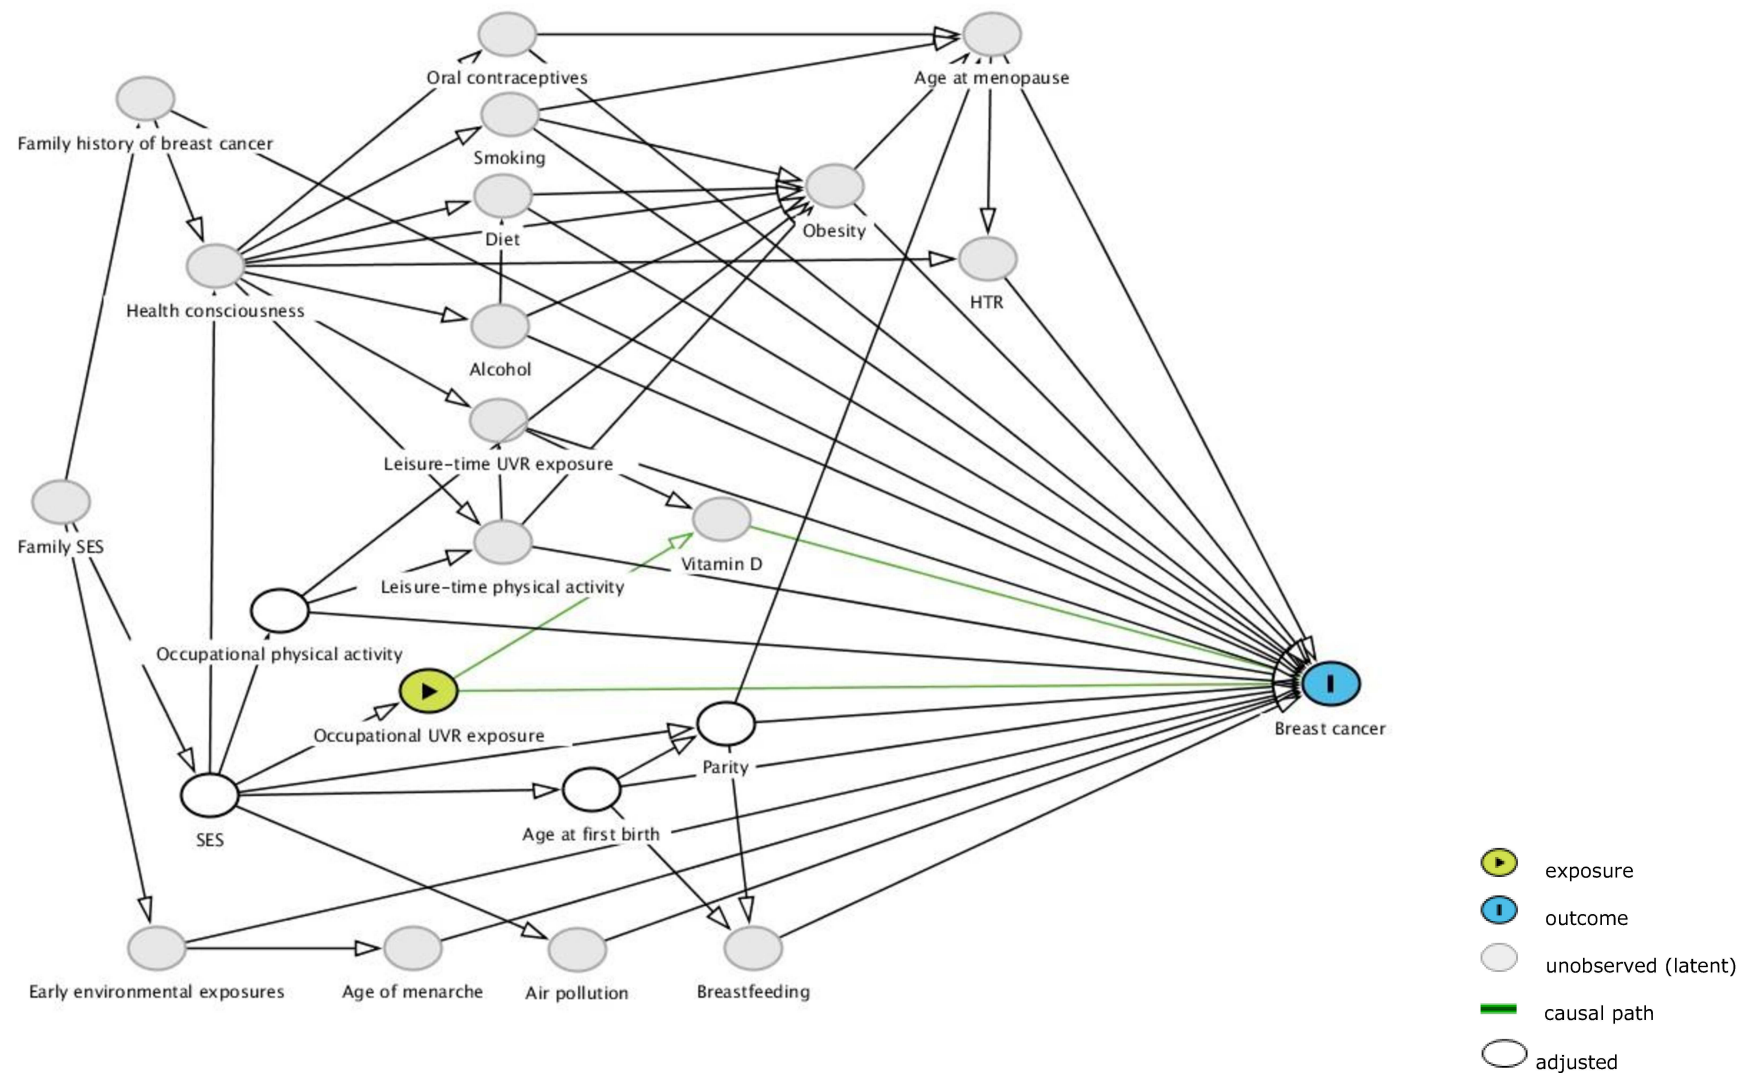 Oral contraceptives
Age at menopause
Family history of breast cancer
Smoking
Diet
Obesity
HTR
Health consciousness
Alcohol
Leisure-time UVR exposure
Family SES
Vitamin D
Leisure-time physical activity
Occupational physical activity
Occupational UVR exposure
Breast cancer
Parity
SES
Age at first birth
Early environmental exposures
Age of menarche
Air pollution
Breastfeeding
exposure
outcome
unobserved (latent)
causal path
adjusted